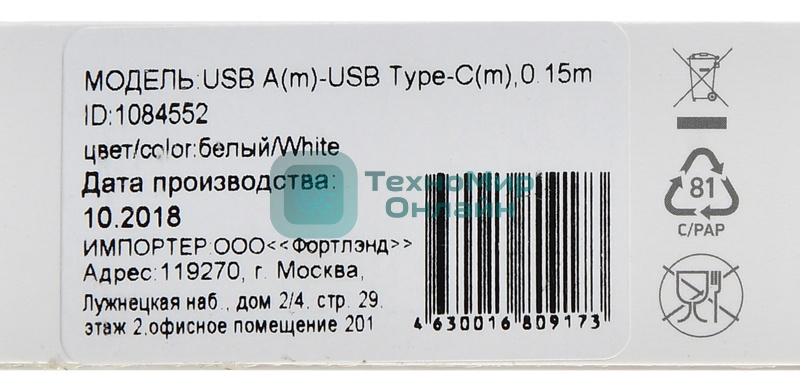 МОДЕЛЬ:USB A(m)-USB Type-C(m),0.15m
ID:1084552
цвет/color:белый/White
Дата производства:
10.2018
ИМПОРТЕР:ООО<<Фортлэнд>>
Адрес:119270, г. Москва,
Лужнецкая наб., дом 2/4, стр. 29,
этаж 2,офисное помещение 201
4 630016 809173
ТехноМир
Онлайн
81
C/PAP